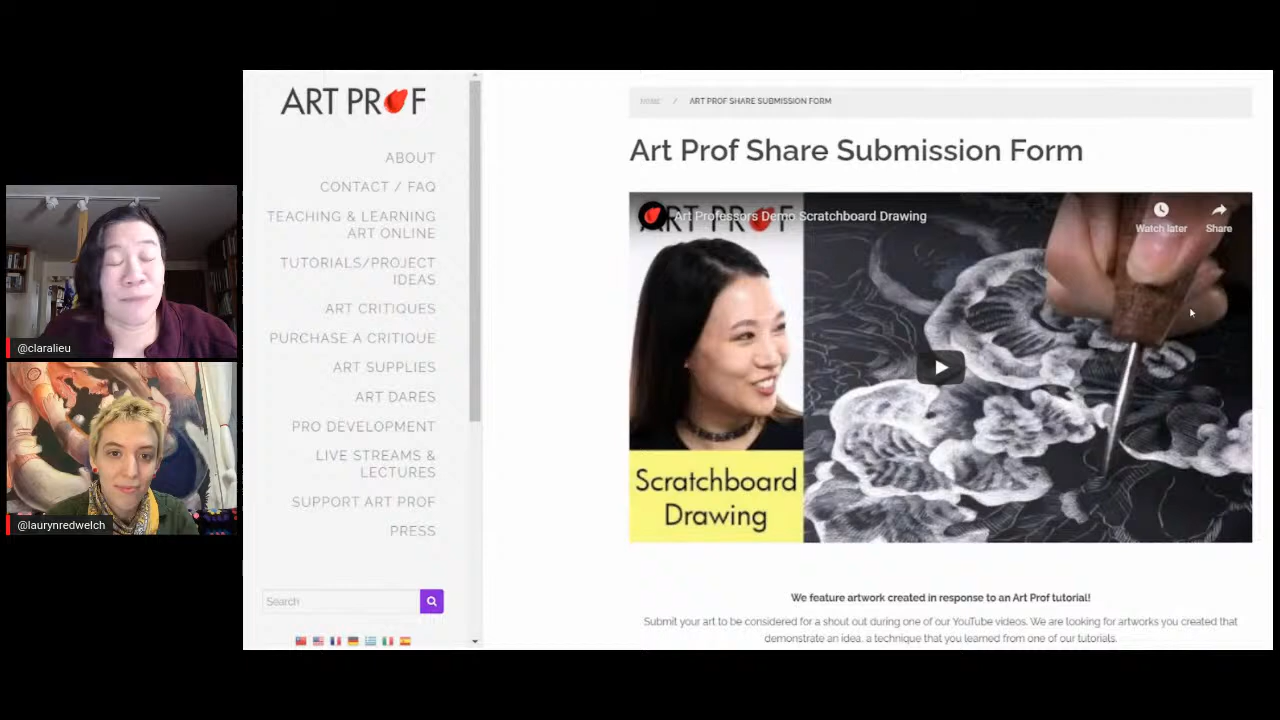 ART PROF
ABOUT
CONTACT / FAQ
TEACHING & LEARNING
ART ONLINE
TUTORIALS/PROJECT
IDEAS
ART CRITIQUES
PURCHASE A CRITIQUE
ART SUPPLIES
ART DARES
PRO DEVELOPMENT
LIVE STREAMS &
LECTURES
SUPPORT ART PROF
PRESS
Search
HOME / ART PROF SHARE SUBMISSION FORM
Art Prof Share Submission Form
ART PROF
Art Professors Demo Scratchboard Drawing
Watch later
Share
Scratchboard
Drawing
We feature artwork created in response to an Art Prof tutorial!
Submit your art to be considered for a shout out during one of our YouTube videos. We are looking for artworks you created that
demonstrate an idea, a technique that you learned from one of our tutorials.
@claralieu
@laurynredwelch